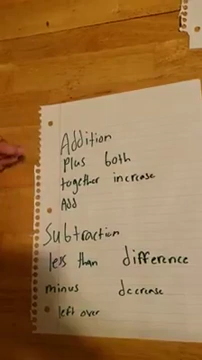 Addition
plus both
together increase
Add
Subtraction
less than difference
minus decrease
left over